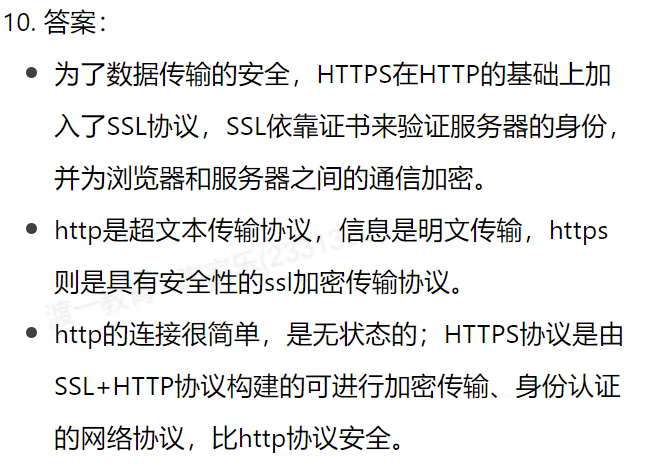 10. 答案：
为了数据传输的安全，HTTPS在HTTP的基础上加
入了SSL协议，SSL依靠证书来验证服务器的身份，
并为浏览器和服务器之间的通信加密。
http是超文本传输协议，信息是明文传输，https
则是具有安全性的ssl加密传输协议。
http的连接很简单，是无状态的；HTTPS协议是由
SSL+HTTP协议构建的可进行加密传输、身份认证
的网络协议，比http协议安全。
渡一教育